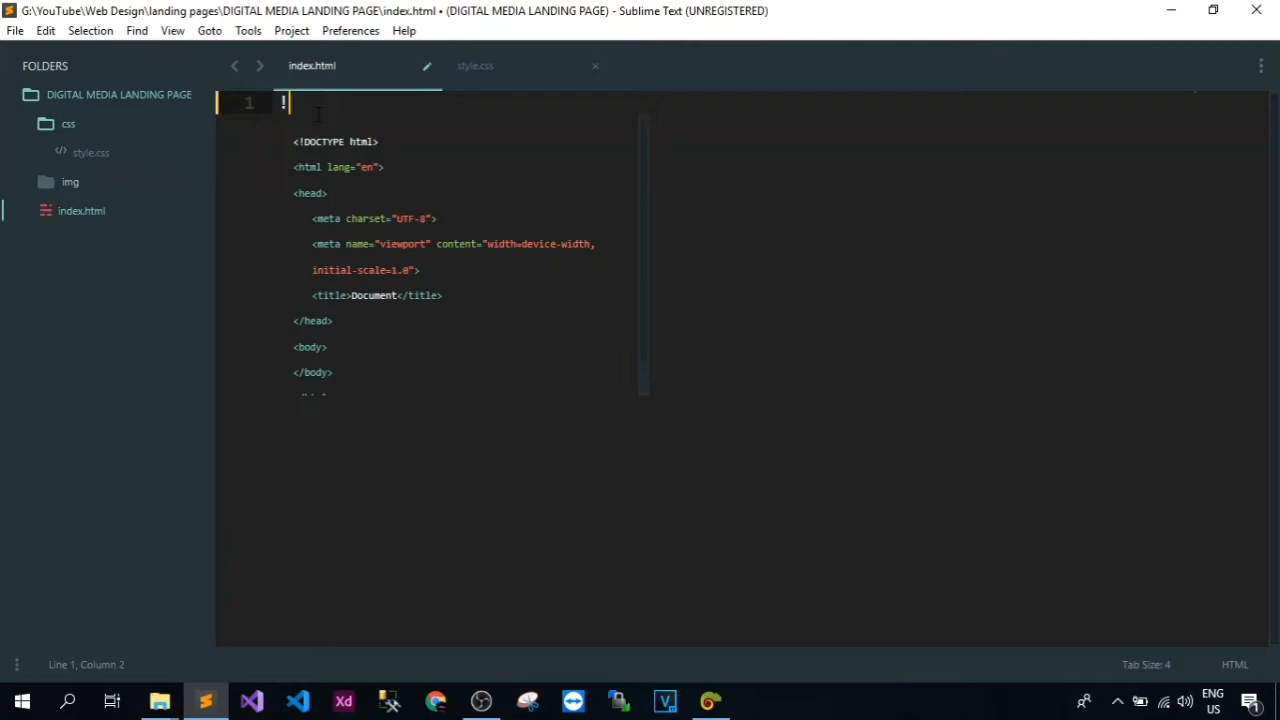 G:\YouTube\Web Design\landing pages\DIGITAL MEDIA LANDING PAGE\index.html • (DIGITAL MEDIA LANDING PAGE) - Sublime Text (UNREGISTERED)
File Edit Selection Find View Goto Tools Project Preferences Help
FOLDERS
DIGITAL MEDIA LANDING PAGE
css
style.css
img
index.html
index.html style.css
1 !
<!DOCTYPE html>
<html lang="en">
<head>
<meta charset="UTF-8">
<meta name="viewport" content="width=device-width,
initial-scale=1.0">
<title>Document</title>
</head>
<body>
</body>
Line 1, Column 2
Tab Size: 4 HTML
Xd
ENG
US
1